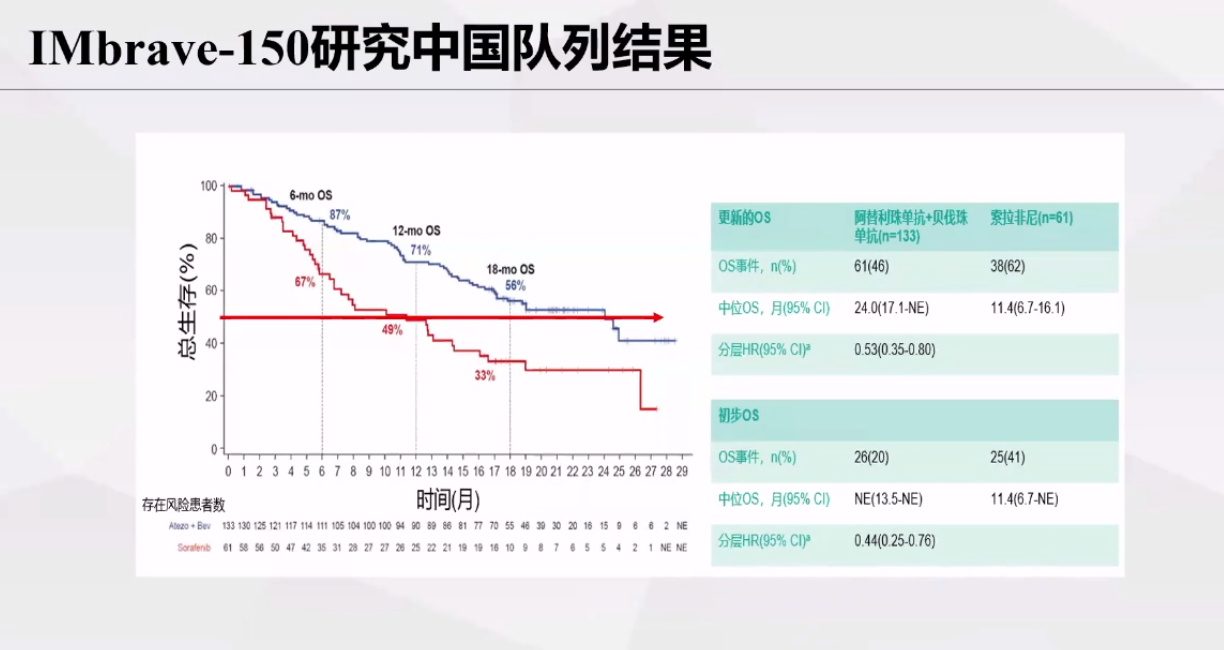 IMbrave-150研究中国队列结果
总生存(%)
100
80
60
40
20
0
6-mo OS
87%
12-mo OS
71%
18-mo OS
56%
67%
49%
33%
0 1 2 3 4 5 6 7 8 9 10 11 12 13 14 15 16 17 18 19 20 21 22 23 24 25 26 27 28 29
时间(月)
存在风险患者数
Atezo + Bev 133 130 125 121 117 114 111 105 104 100 100 94 90 89 86 81 77 70 55 46 39 30 20 16 15 9 6 6 2 NE
Sorafenib 61 58 56 50 47 42 35 31 28 27 27 26 25 22 21 19 19 16 10 9 8 7 6 5 5 4 2 1 NE NE
更新的OS 阿替利珠单抗+贝伐珠单抗(n=133) 索拉非尼(n=61)
OS事件，n(%) 61(46) 38(62)
中位OS，月(95% CI) 24.0(17.1-NE) 11.4(6.7-16.1)
分层HR(95% CI)ª 0.53(0.35-0.80)
初步OS
OS事件，n(%) 26(20) 25(41)
中位OS，月(95% CI) NE(13.5-NE) 11.4(6.7-NE)
分层HR(95% CI)ª 0.44(0.25-0.76)